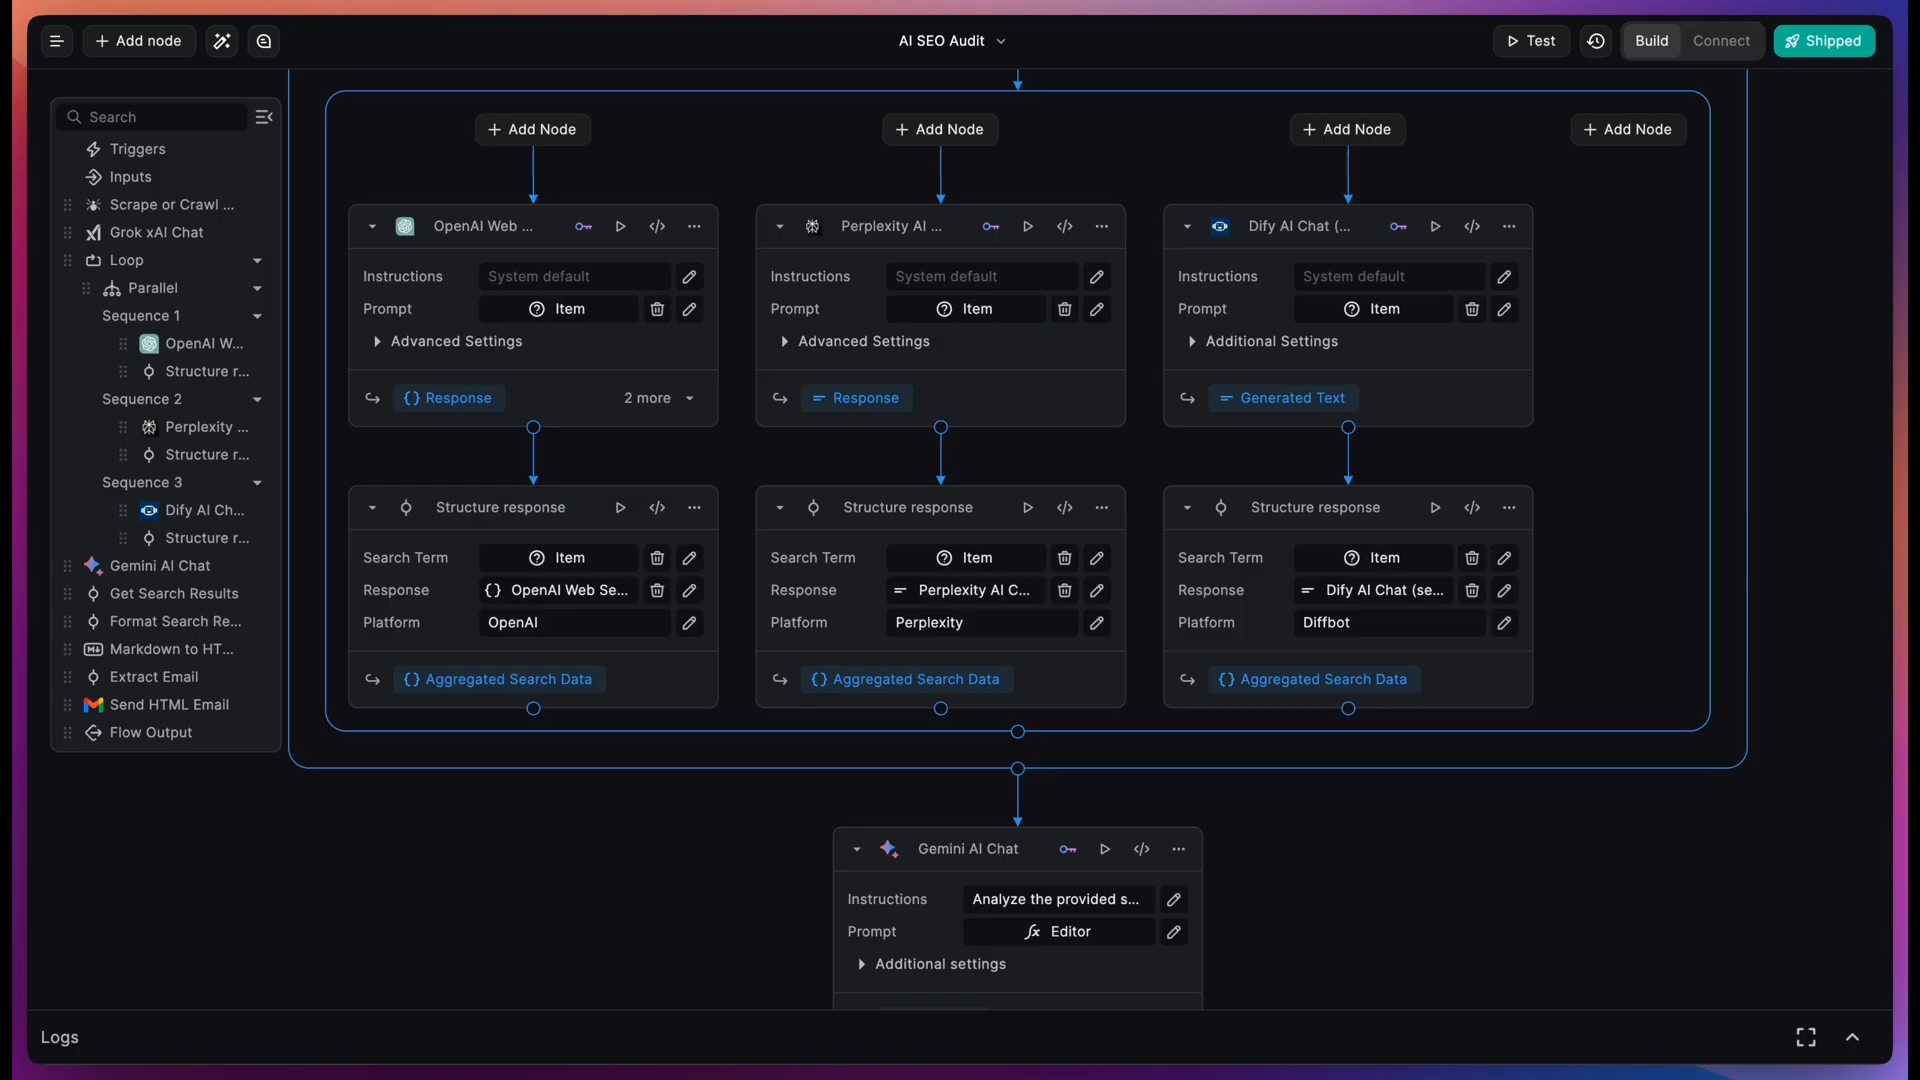 Add node
AI SEO Audit
Test
Build
Connect
Shipped
Search
Triggers
Inputs
Scrape or Crawl ...
Grok xAI Chat
Loop
Parallel
Sequence 1
OpenAI W...
Structure r...
Sequence 2
Perplexity ...
Structure r...
Sequence 3
Dify AI Ch...
Structure r...
Gemini AI Chat
Get Search Results
Format Search Re...
Markdown to HT...
Extract Email
Send HTML Email
Flow Output
Add Node
Add Node
Add Node
Add Node
OpenAI Web ...
Instructions
System default
Prompt
Item
Advanced Settings
Response
2 more
Perplexity AI ...
Instructions
System default
Prompt
Item
Advanced Settings
Response
Dify AI Chat (...
Instructions
System default
Prompt
Item
Additional Settings
Generated Text
Structure response
Search Term
Item
Response
{} OpenAI Web Se...
Platform
OpenAI
{} Aggregated Search Data
Structure response
Search Term
Item
Response
Perplexity AI C...
Platform
Perplexity
{} Aggregated Search Data
Structure response
Search Term
Item
Response
Dify AI Chat (se...
Platform
Diffbot
{} Aggregated Search Data
Gemini AI Chat
Instructions
Analyze the provided s...
Prompt
fx Editor
Additional settings
Logs